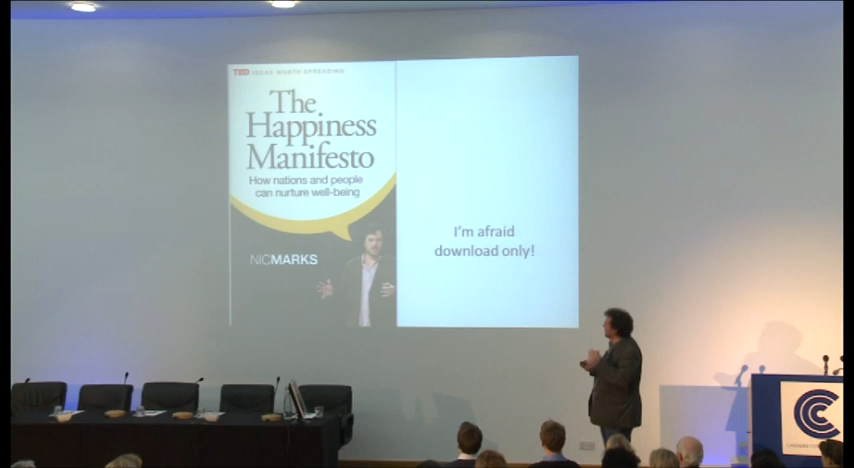 TED IDEAS WORTH SPREADING
The
Happiness
Manifesto
How nations and people
can nurture well-being
NICMARKS
I'm afraid
download only!